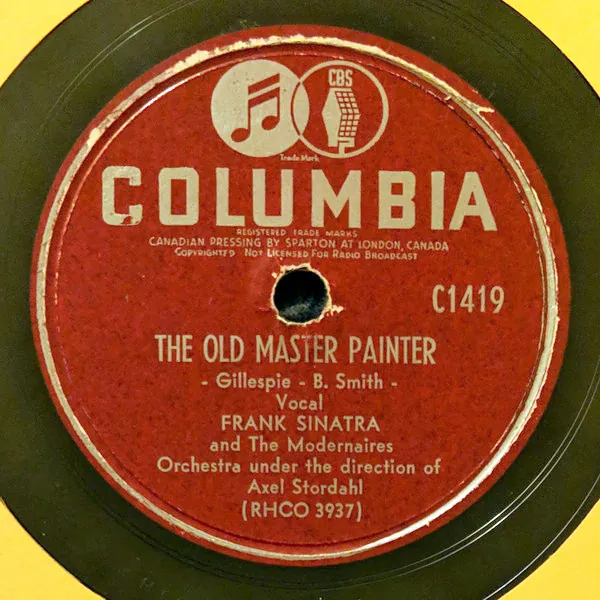 CBS
Trade Mark
COLUMBIA
REGISTERED TRADE MARKS
CANADIAN PRESSING BY SPARTON AT LONDON, CANADA
COPYRIGHTED NOT LICENSED FOR RADIO BROADCAST
C1419
THE OLD MASTER PAINTER
- Gillespie - B. Smith -
Vocal
FRANK SINATRA
and The Modernaires
Orchestra under the direction of
Axel Stordahl
(RHCO 3937)